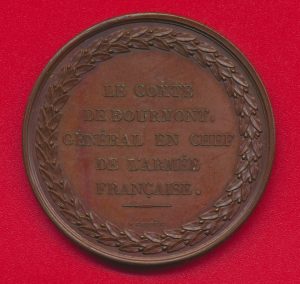 LE COMTE
DE BOURMONT,
GÉNÉRAL EN CHEF
DE L'ARMÉE
FRANÇAISE.